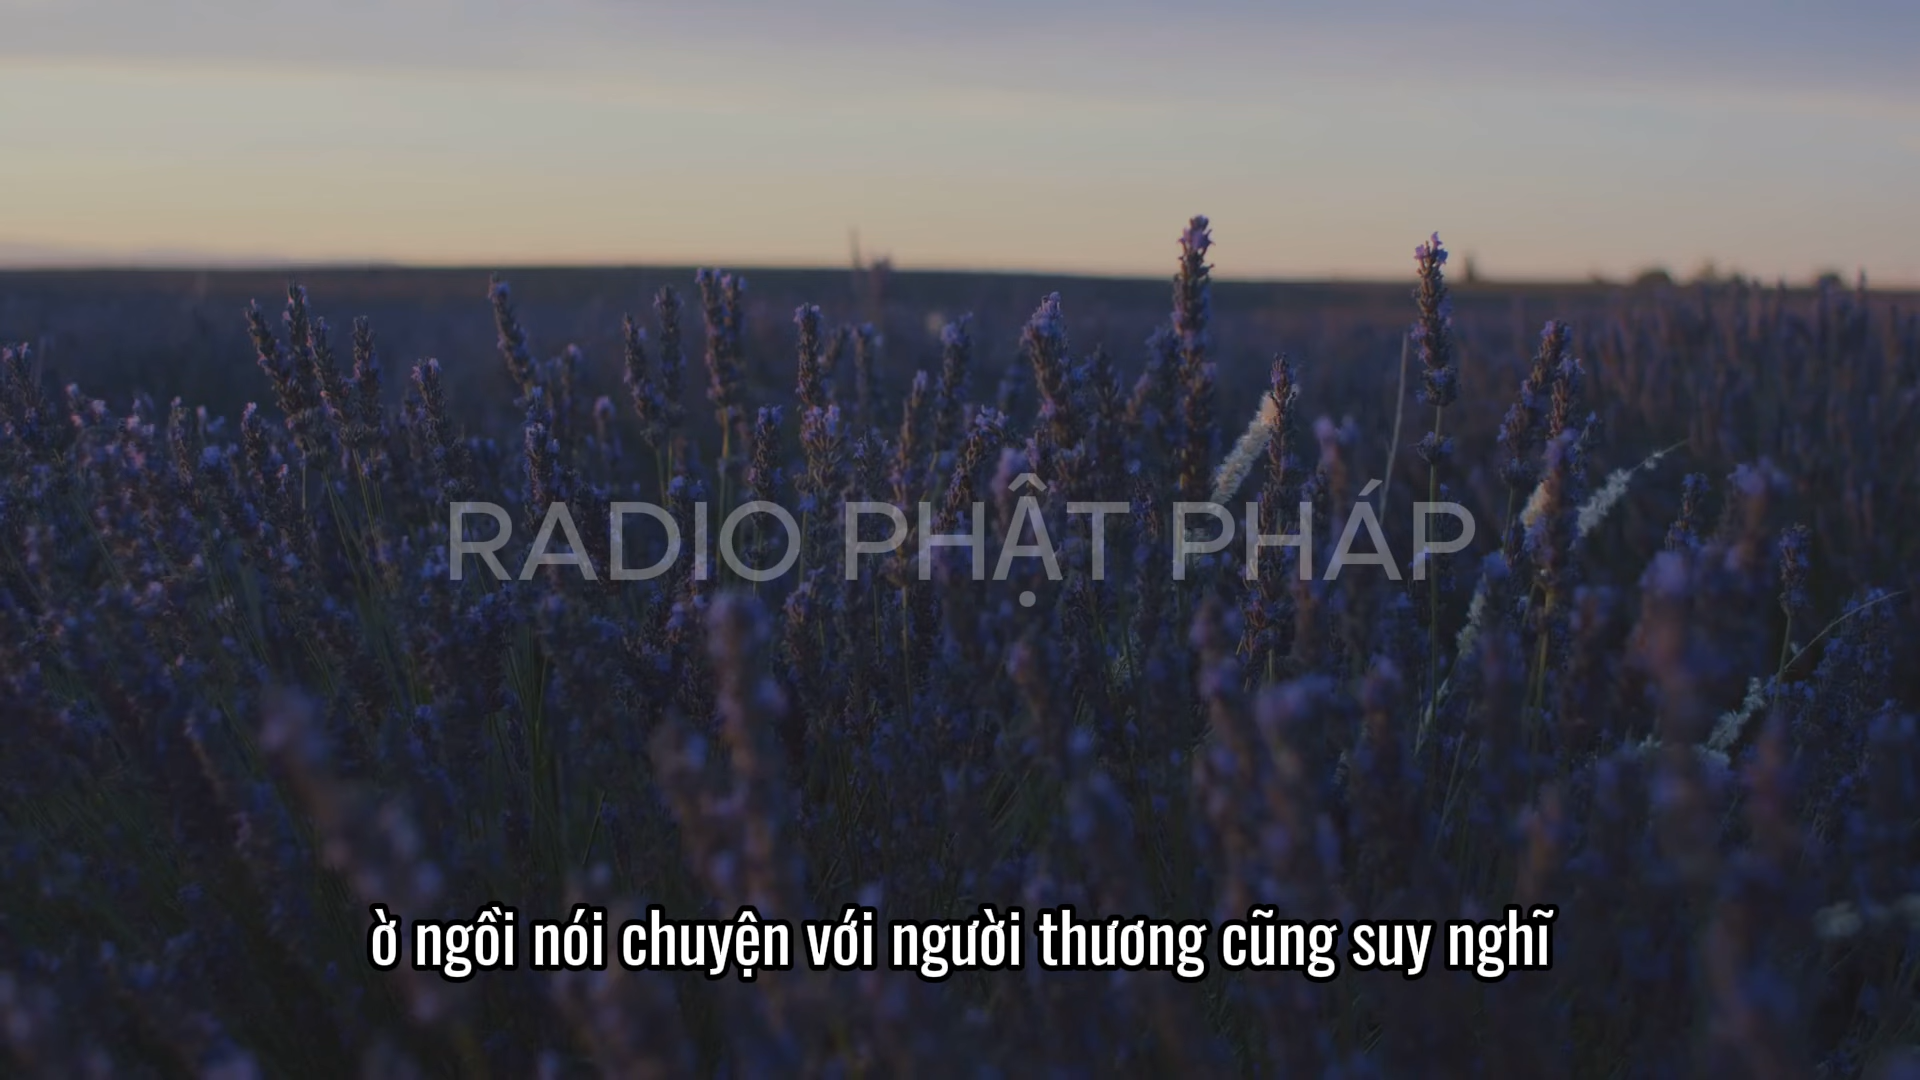 RADIO PHẬT PHÁP
ờ ngồi nói chuyện với người thương cũng suy nghĩ